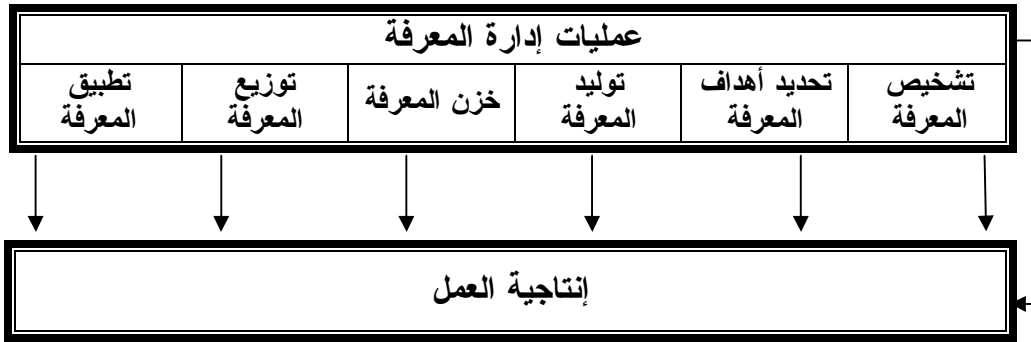 عمليات إدارة المعرفة
تشخيص
المعرفة
تحديد أهداف
المعرفة
توليد
المعرفة
خزن المعرفة
توزيع
المعرفة
تطبيق
المعرفة
إنتاجية العمل